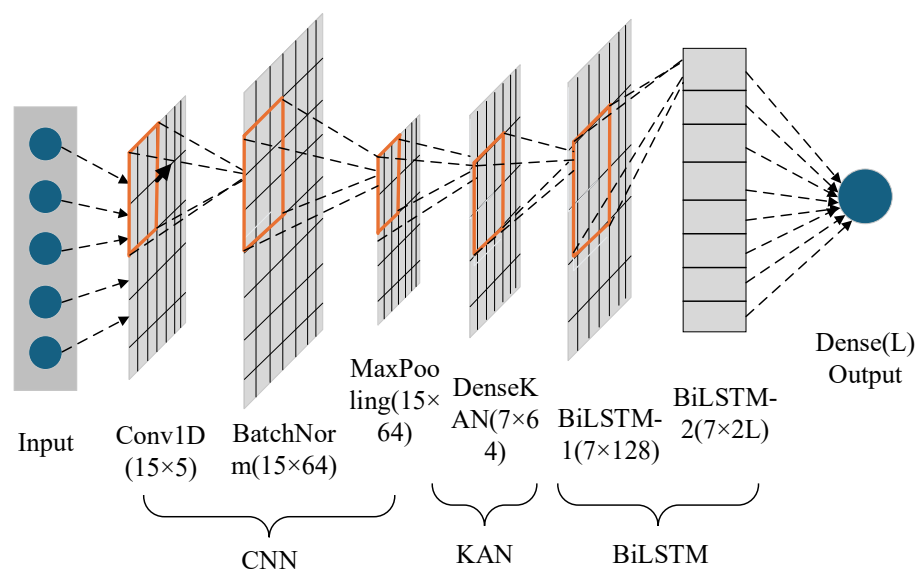 Input
Conv1D
(15×5)
BatchNor
m(15×64)
MaxPoo
ling(15×
64)
DenseK
AN(7×6
4)
BiLSTM-
1(7×128)
BiLSTM-
2(7×2L)
Dense(L)
Output
CNN
KAN
BiLSTM